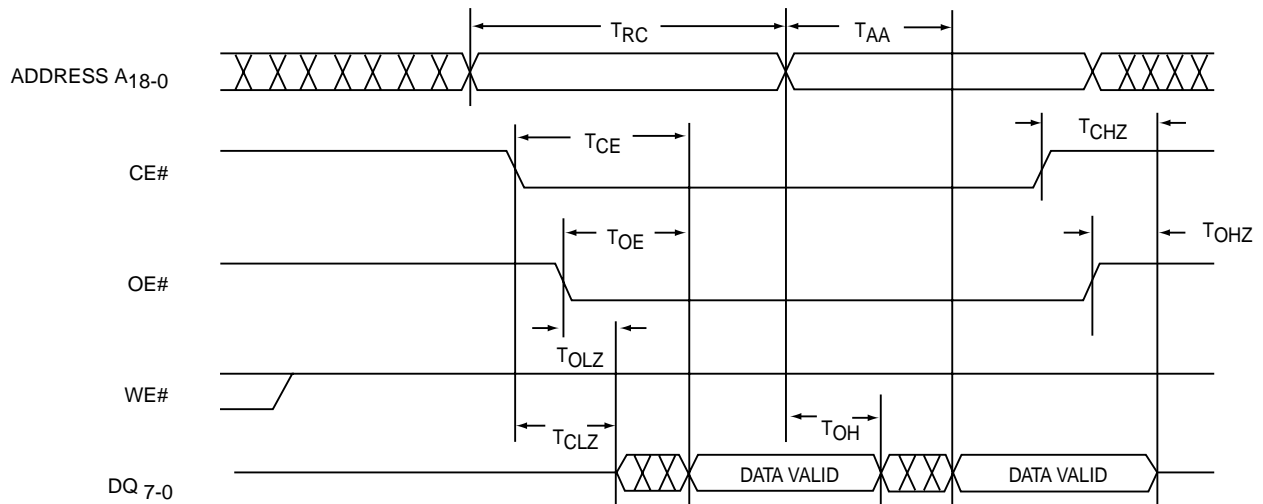 TRC TAA
ADDRESS A18-0
TCE TCHZ
CE#
TOE TOHZ
OE#
TOLZ
WE#
TCLZ TOH
DQ 7-0 DATA VALID DATA VALID